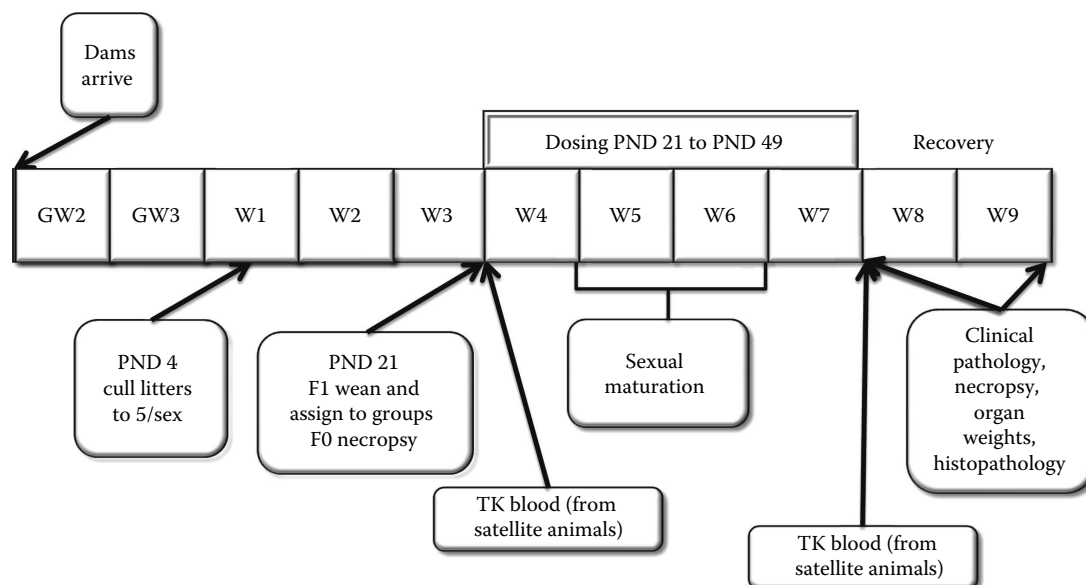 Dams
arrive
Dosing PND 21 to PND 49
Recovery
GW2
GW3
W1
W2
W3
W4
W5
W6
W7
W8
W9
PND 4
cull litters
to 5/sex
PND 21
F1 wean and
assign to groups
F0 necropsy
Sexual
maturation
Clinical
pathology,
necropsy,
organ
weights,
histopathology
TK blood (from
satellite animals)
TK blood (from
satellite animals)